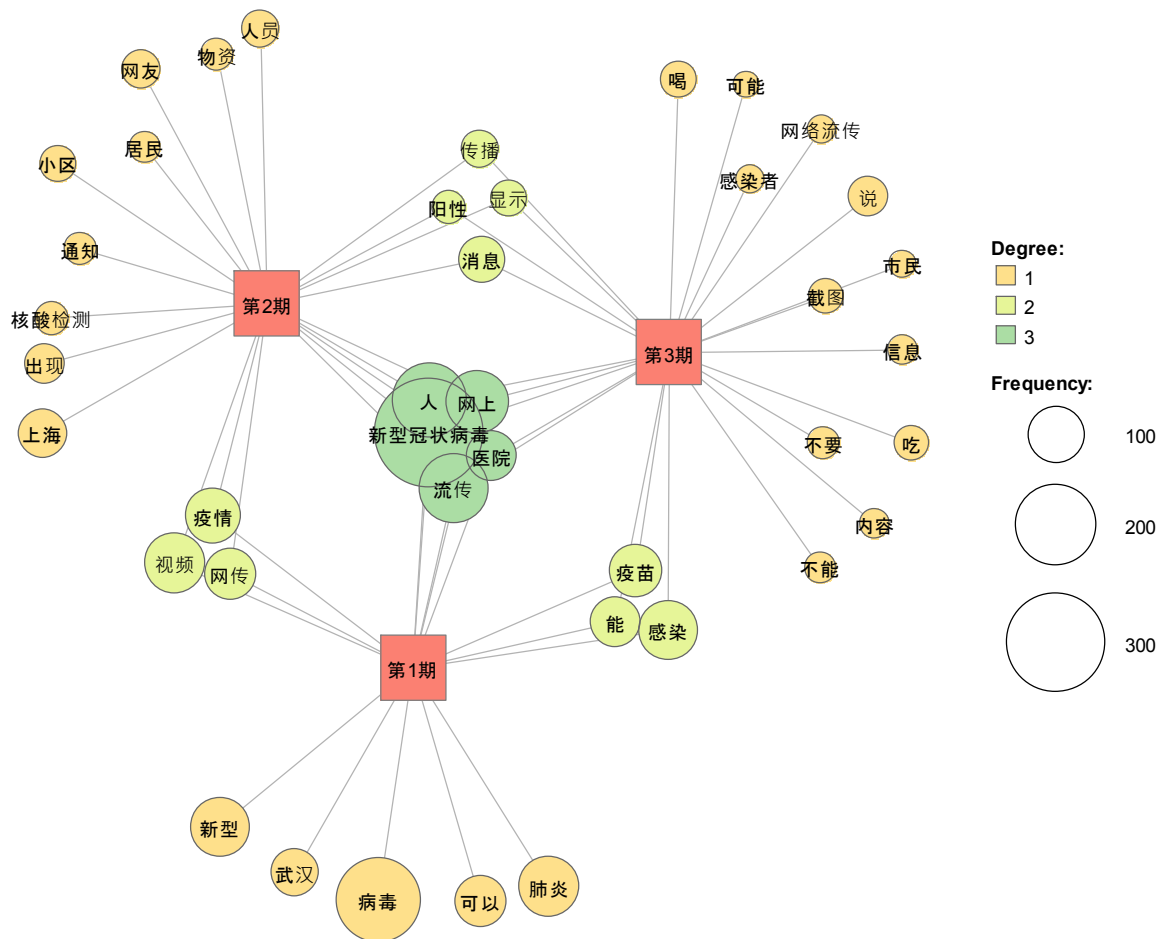 人员
物资
网友
居民
小区
通知
核酸检测
出现
上海
第2期
传播
显示
阳性
消息
喝
可能
网络流传
感染者
说
市民
截图
信息
不要
吃
内容
不能
第3期
人
网上
新型冠状病毒
医院
流传
疫情
视频
网传
疫苗
能
感染
第1期
新型
武汉
病毒
可以
肺炎
Degree:
1
2
3
Frequency:
100
200
300